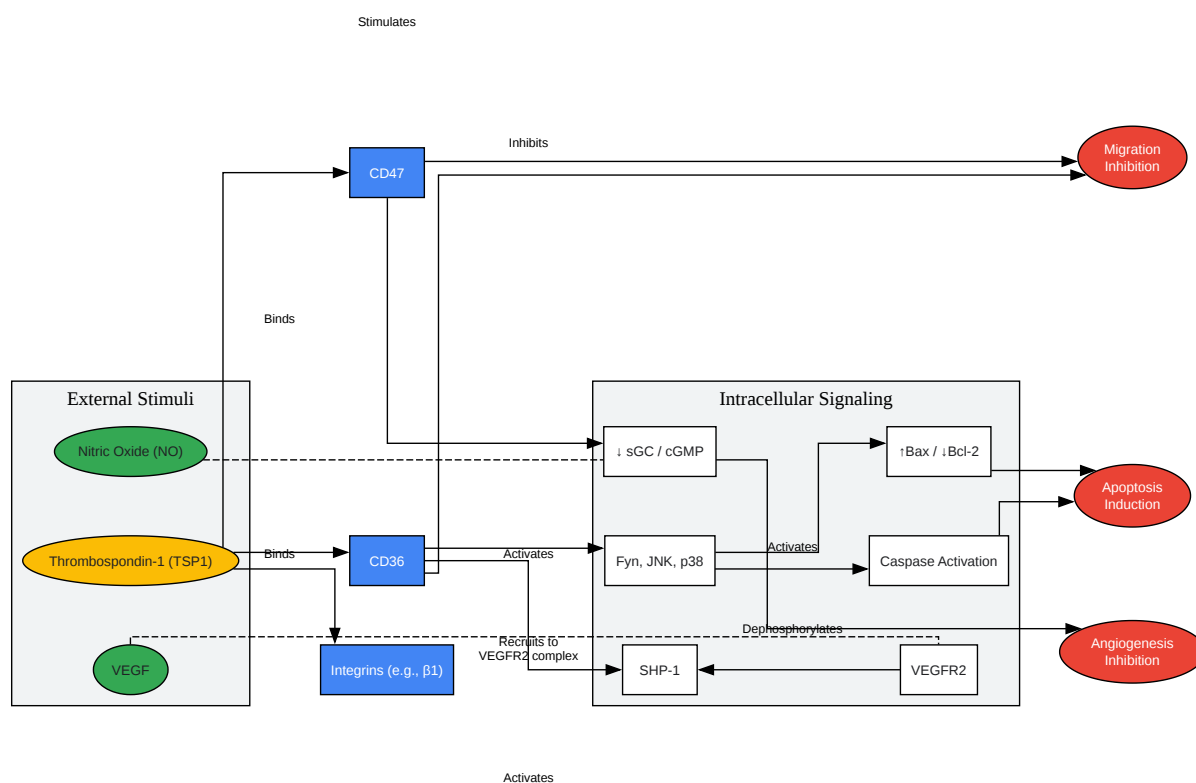 Stimulates
Inhibits
CD47
Migration
Inhibition
Binds
External Stimuli
Intracellular Signaling
Nitric Oxide (NO)
↓ sGC / cGMP
↑Bax / ↓Bcl-2
Apoptosis
Induction
Thrombospondin-1 (TSP1)
Binds
CD36
Activates
Fyn, JNK, p38
Activates
Caspase Activation
Dephosphorylates
Recruits to
VEGFR2 complex
Angiogenesis
Inhibition
VEGF
Integrins (e.g., β1)
SHP-1
VEGFR2
Activates